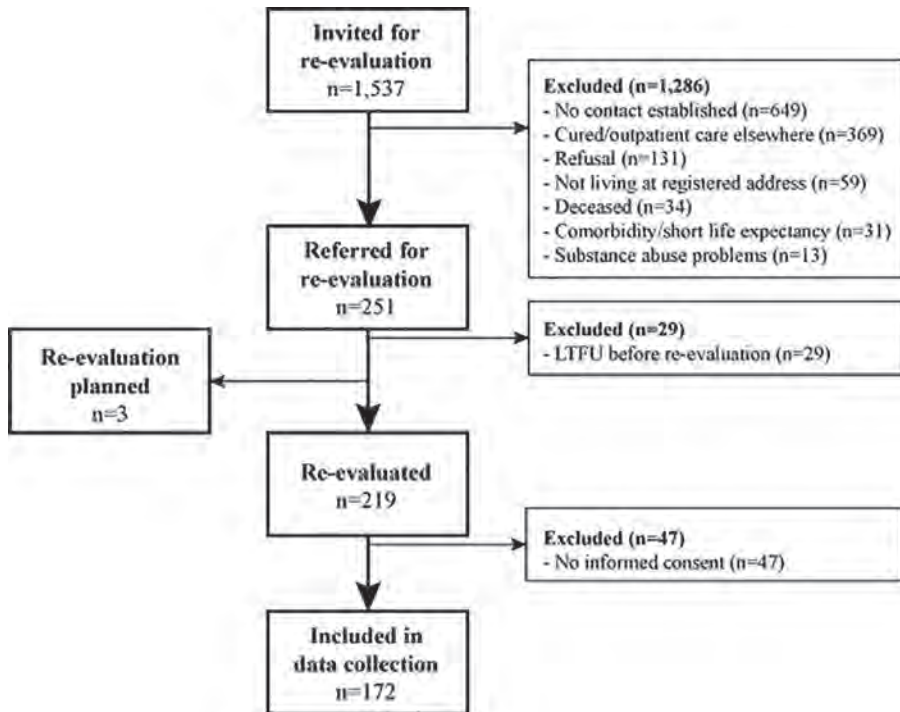 Invited for
re-evaluation
n=1,537
Excluded (n=1,286)
- No contact established (n=649)
- Cured/outpatient care elsewhere (n=369)
- Refusal (n=131)
- Not living at registered address (n=59)
- Deceased (n=34)
- Comorbidity/short life expectancy (n=31)
- Substance abuse problems (n=13)
Referred for
re-evaluation
n=251
Excluded (n=29)
- LTFU before re-evaluation (n=29)
Re-evaluation
planned
n=3
Re-evaluated
n=219
Excluded (n=47)
- No informed consent (n=47)
Included in
data collection
n=172